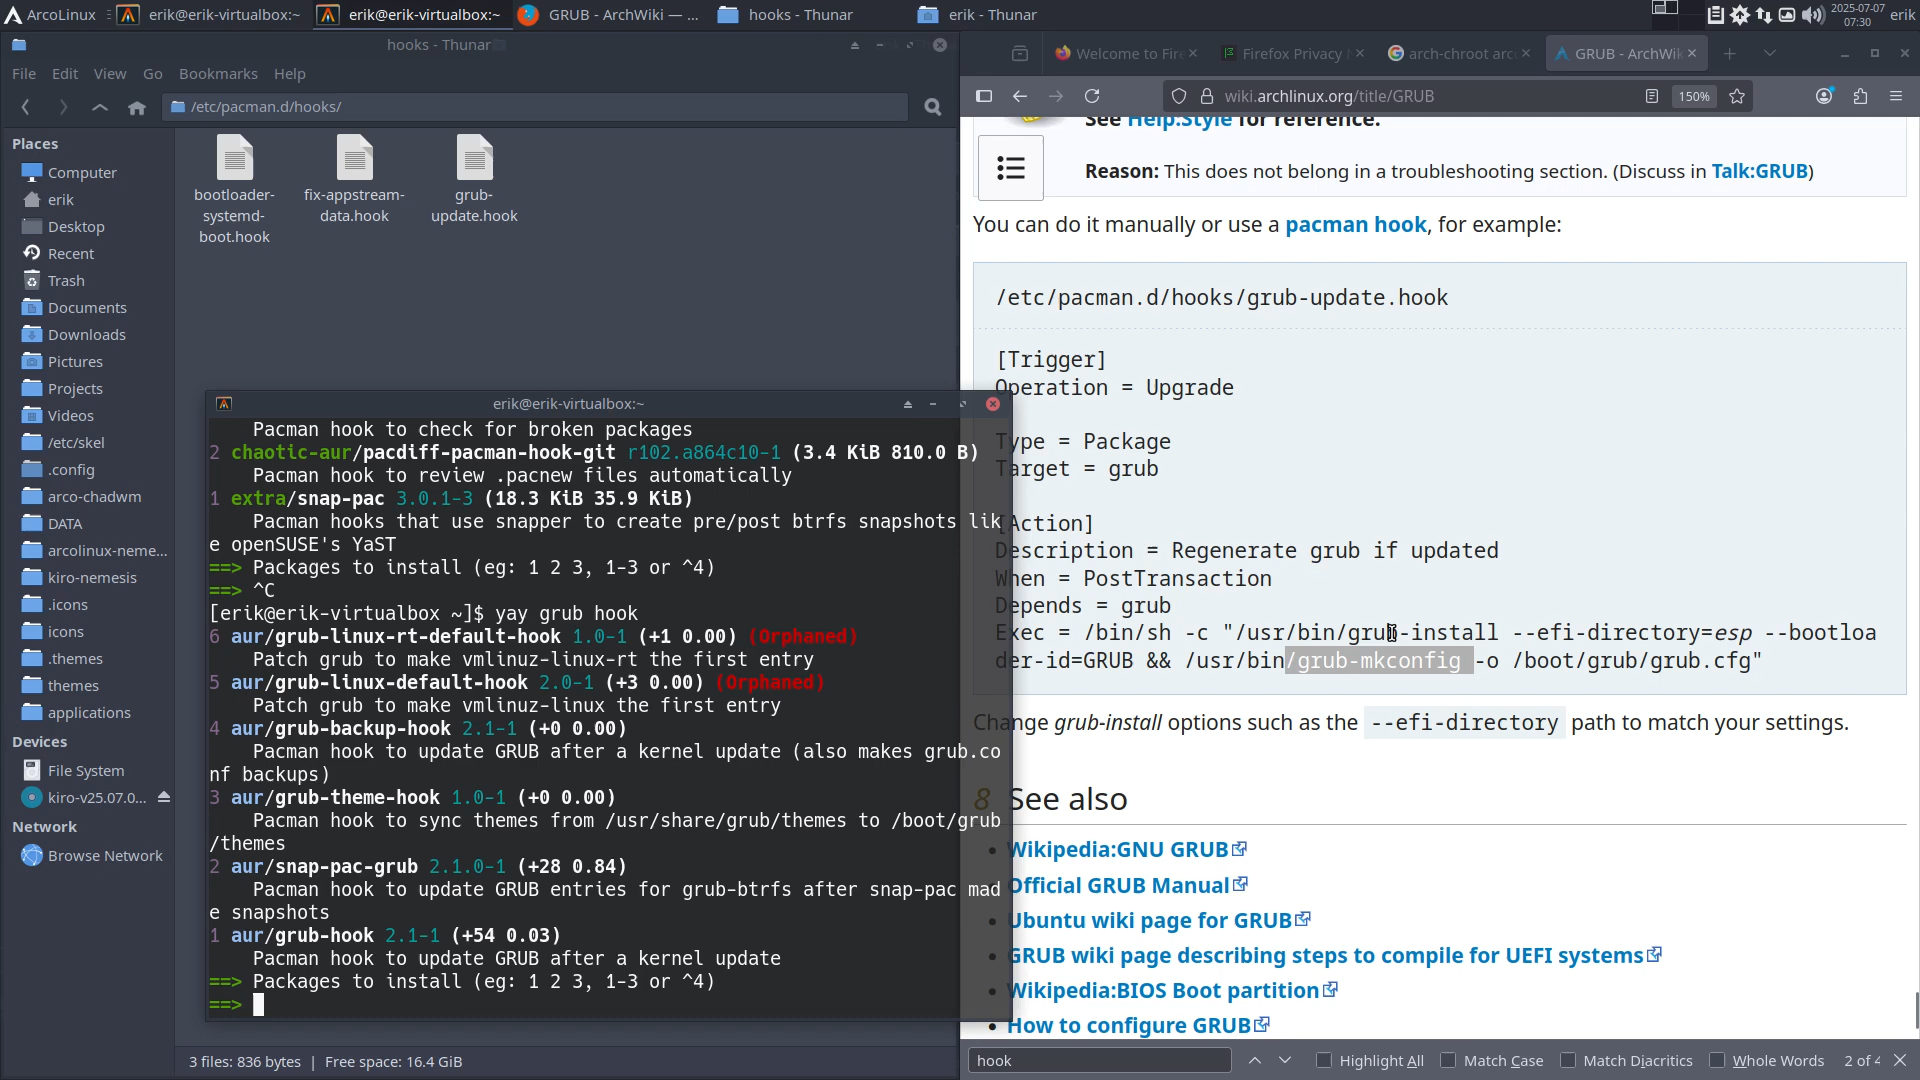 ArcoLinux
erik@erik-virtualbox:~
erik@erik-virtualbox:~
GRUB - ArchWiki — ...
hooks - Thunar
erik - Thunar
2025-07-07
07:30
erik
hooks - Thunar
File Edit View Go Bookmarks Help
/etc/pacman.d/hooks/
Places
Computer
erik
Desktop
Recent
Trash
Documents
Downloads
Pictures
Projects
Videos
/etc/skel
.config
arco-chadwm
DATA
arcolinux-neme...
kiro-nemesis
.icons
icons
.themes
themes
applications
Devices
File System
kiro-v25.07.0...
Network
Browse Network
bootloader-
systemd-
boot.hook
fix-appstream-
data.hook
grub-
update.hook
3 files: 836 bytes | Free space: 16.4 GiB
erik@erik-virtualbox:~
Pacman hook to check for broken packages
2 chaotic-aur/pacdiff-pacman-hook-git r102.a864c10-1 (3.4 KiB 810.0 B)
Pacman hook to review .pacnew files automatically
1 extra/snap-pac 3.0.1-3 (18.3 KiB 35.9 KiB)
Pacman hooks that use snapper to create pre/post btrfs snapshots lik
e openSUSE's YaST
==> Packages to install (eg: 1 2 3, 1-3 or ^4)
==> ^C
[erik@erik-virtualbox ~]$ yay grub hook
6 aur/grub-linux-rt-default-hook 1.0-1 (+1 0.00) (Orphaned)
Patch grub to make vmlinuz-linux-rt the first entry
5 aur/grub-linux-default-hook 2.0-1 (+3 0.00) (Orphaned)
Patch grub to make vmlinuz-linux the first entry
4 aur/grub-backup-hook 2.1-1 (+0 0.00)
Pacman hook to update GRUB after a kernel update (also makes grub.co
nf backups)
3 aur/grub-theme-hook 1.0-1 (+0 0.00)
Pacman hook to sync themes from /usr/share/grub/themes to /boot/grub
/themes
2 aur/snap-pac-grub 2.1.0-1 (+28 0.84)
Pacman hook to update GRUB entries for grub-btrfs after snap-pac mad
e snapshots
1 aur/grub-hook 2.1-1 (+54 0.03)
Pacman hook to update GRUB after a kernel update
==> Packages to install (eg: 1 2 3, 1-3 or ^4)
==>
Welcome to Fire
Firefox Privacy
arch-chroot arc
GRUB - ArchWik
wiki.archlinux.org/title/GRUB
150%
See Help:Style for reference.
Reason: This does not belong in a troubleshooting section. (Discuss in Talk:GRUB)
You can do it manually or use a pacman hook, for example:
/etc/pacman.d/hooks/grub-update.hook
[Trigger]
Operation = Upgrade
Type = Package
Target = grub
[Action]
Description = Regenerate grub if updated
When = PostTransaction
Depends = grub
Exec = /bin/sh -c "/usr/bin/grub-install --efi-directory=esp --bootloa
der-id=GRUB && /usr/bin/grub-mkconfig -o /boot/grub/grub.cfg"
Change grub-install options such as the --efi-directory path to match your settings.
8 See also
Wikipedia:GNU GRUB
Official GRUB Manual
Ubuntu wiki page for GRUB
GRUB wiki page describing steps to compile for UEFI systems
Wikipedia:BIOS Boot partition
How to configure GRUB
hook
Highlight All
Match Case
Match Diacritics
Whole Words
2 of 4